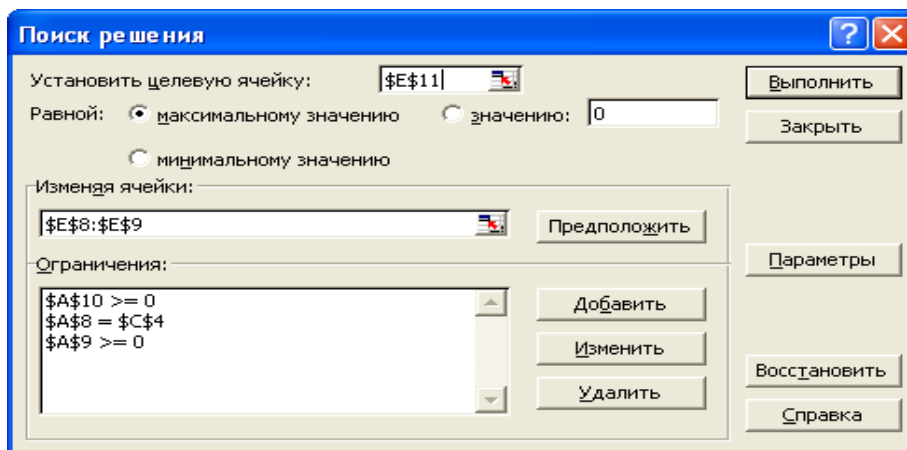 Поиск решения
Установить целевую ячейку: $E$11 Выполнить
Равной: максимальному значению значению: 0 Закрыть
минимальному значению
Изменяя ячейки:
$E$8:$E$9 Предположить
Ограничения: Параметры
$A$10 >= 0 Добавить
$A$8 = $C$4
$A$9 >= 0 Изменить
Восстановить
Удалить
Справка